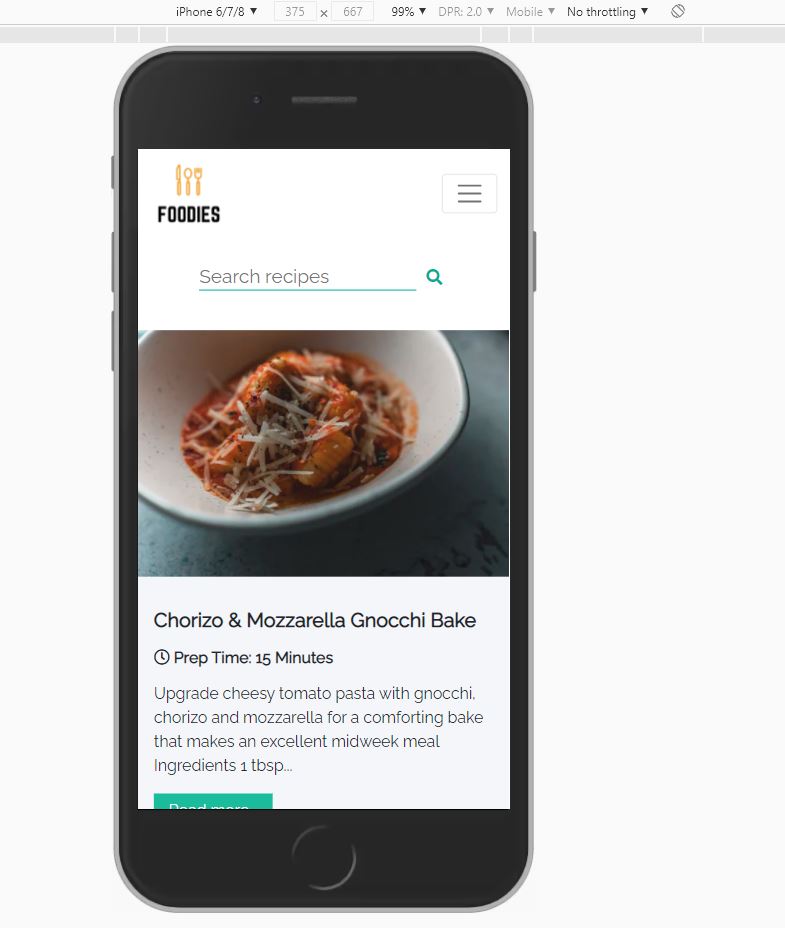 iPhone 6/7/8 ▼ 375 × 667 99% ▼ DPR: 2.0 ▼ Mobile ▼ No throttling ▼
FOODIES
Search recipes
Chorizo & Mozzarella Gnocchi Bake
Prep Time: 15 Minutes
Upgrade cheesy tomato pasta with gnocchi,
chorizo and mozzarella for a comforting bake
that makes an excellent midweek meal
Ingredients 1 tbsp...
Read more